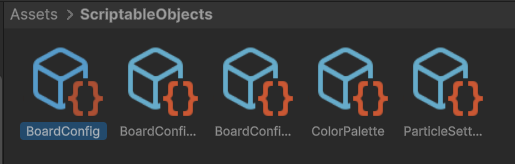 Assets > ScriptableObjects
BoardConfig BoardConfi... BoardConfi... ColorPalette ParticleSett...